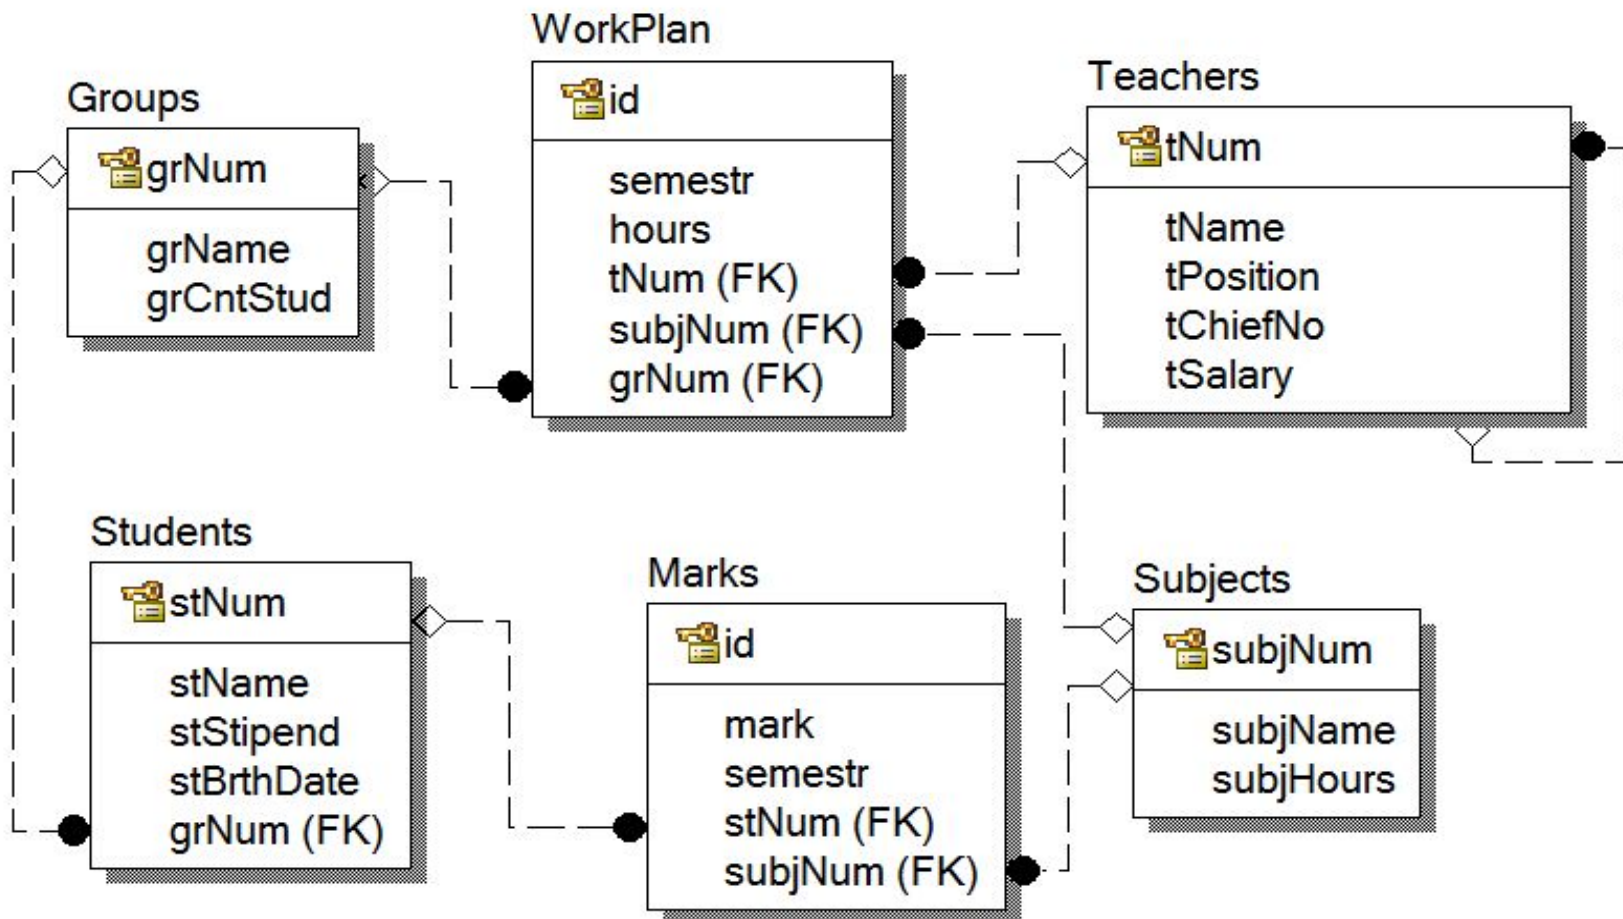 Groups
grNum
grName
grCntStud
WorkPlan
id
semestr
hours
tNum (FK)
subjNum (FK)
grNum (FK)
Teachers
tNum
tName
tPosition
tChiefNo
tSalary
Students
stNum
stName
stStipend
stBrthDate
grNum (FK)
Marks
id
mark
semestr
stNum (FK)
subjNum (FK)
Subjects
subjNum
subjName
subjHours